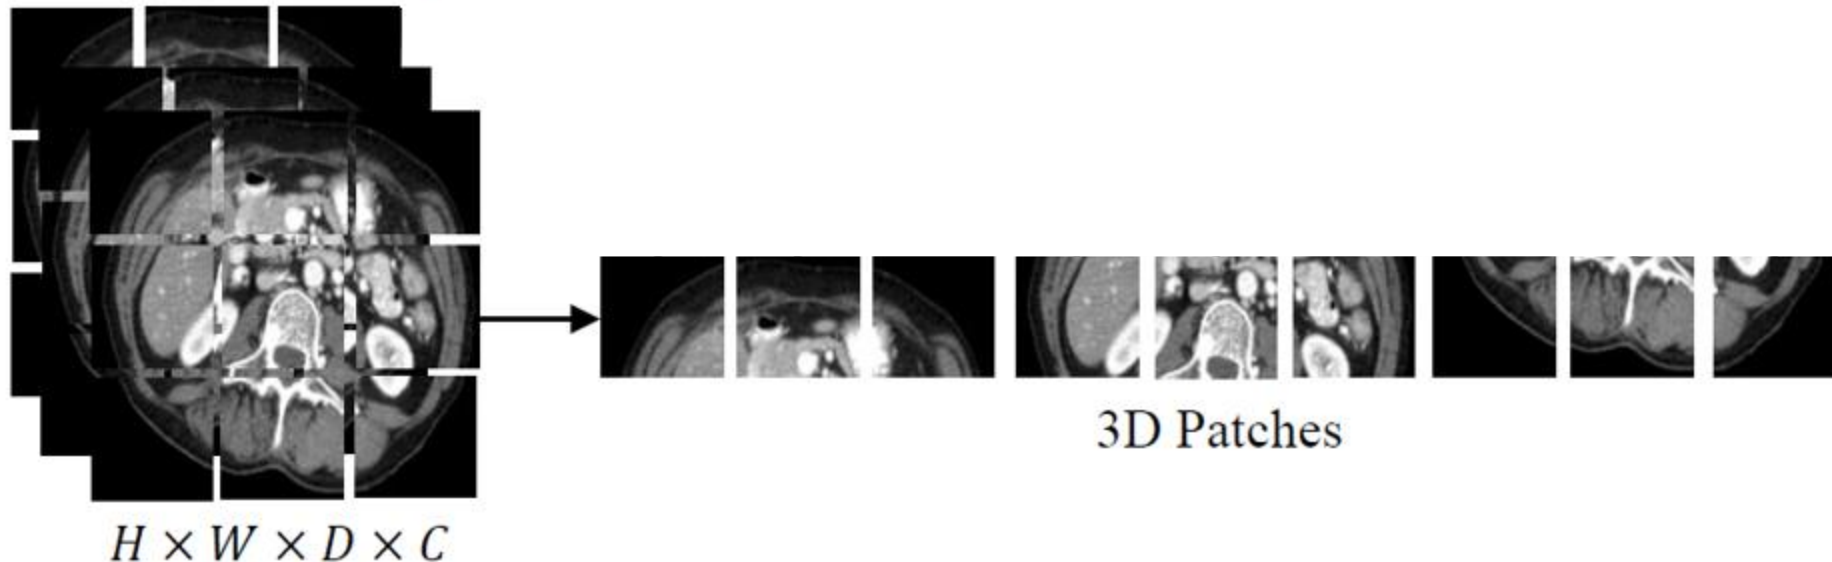 H × W × D × C
3D Patches